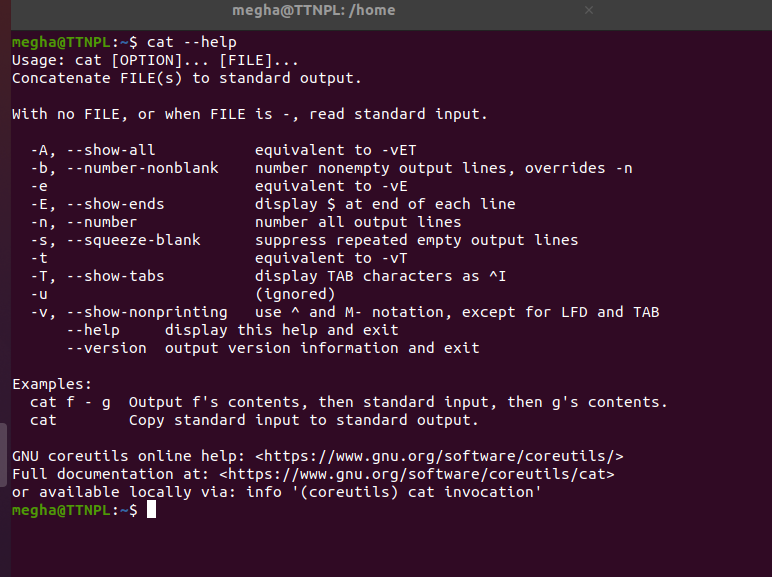 megha@TTNPL: /home
megha@TTNPL:~$ cat --help
Usage: cat [OPTION]... [FILE]...
Concatenate FILE(s) to standard output.

With no FILE, or when FILE is -, read standard input.

  -A, --show-all           equivalent to -vET
  -b, --number-nonblank    number nonempty output lines, overrides -n
  -e                       equivalent to -vE
  -E, --show-ends          display $ at end of each line
  -n, --number             number all output lines
  -s, --squeeze-blank      suppress repeated empty output lines
  -t                       equivalent to -vT
  -T, --show-tabs          display TAB characters as ^I
  -u                       (ignored)
  -v, --show-nonprinting   use ^ and M- notation, except for LFD and TAB
      --help     display this help and exit
      --version  output version information and exit

Examples:
  cat f - g  Output f's contents, then standard input, then g's contents.
  cat        Copy standard input to standard output.

GNU coreutils online help: <https://www.gnu.org/software/coreutils/>
Full documentation at: <https://www.gnu.org/software/coreutils/cat>
or available locally via: info '(coreutils) cat invocation'
megha@TTNPL:~$